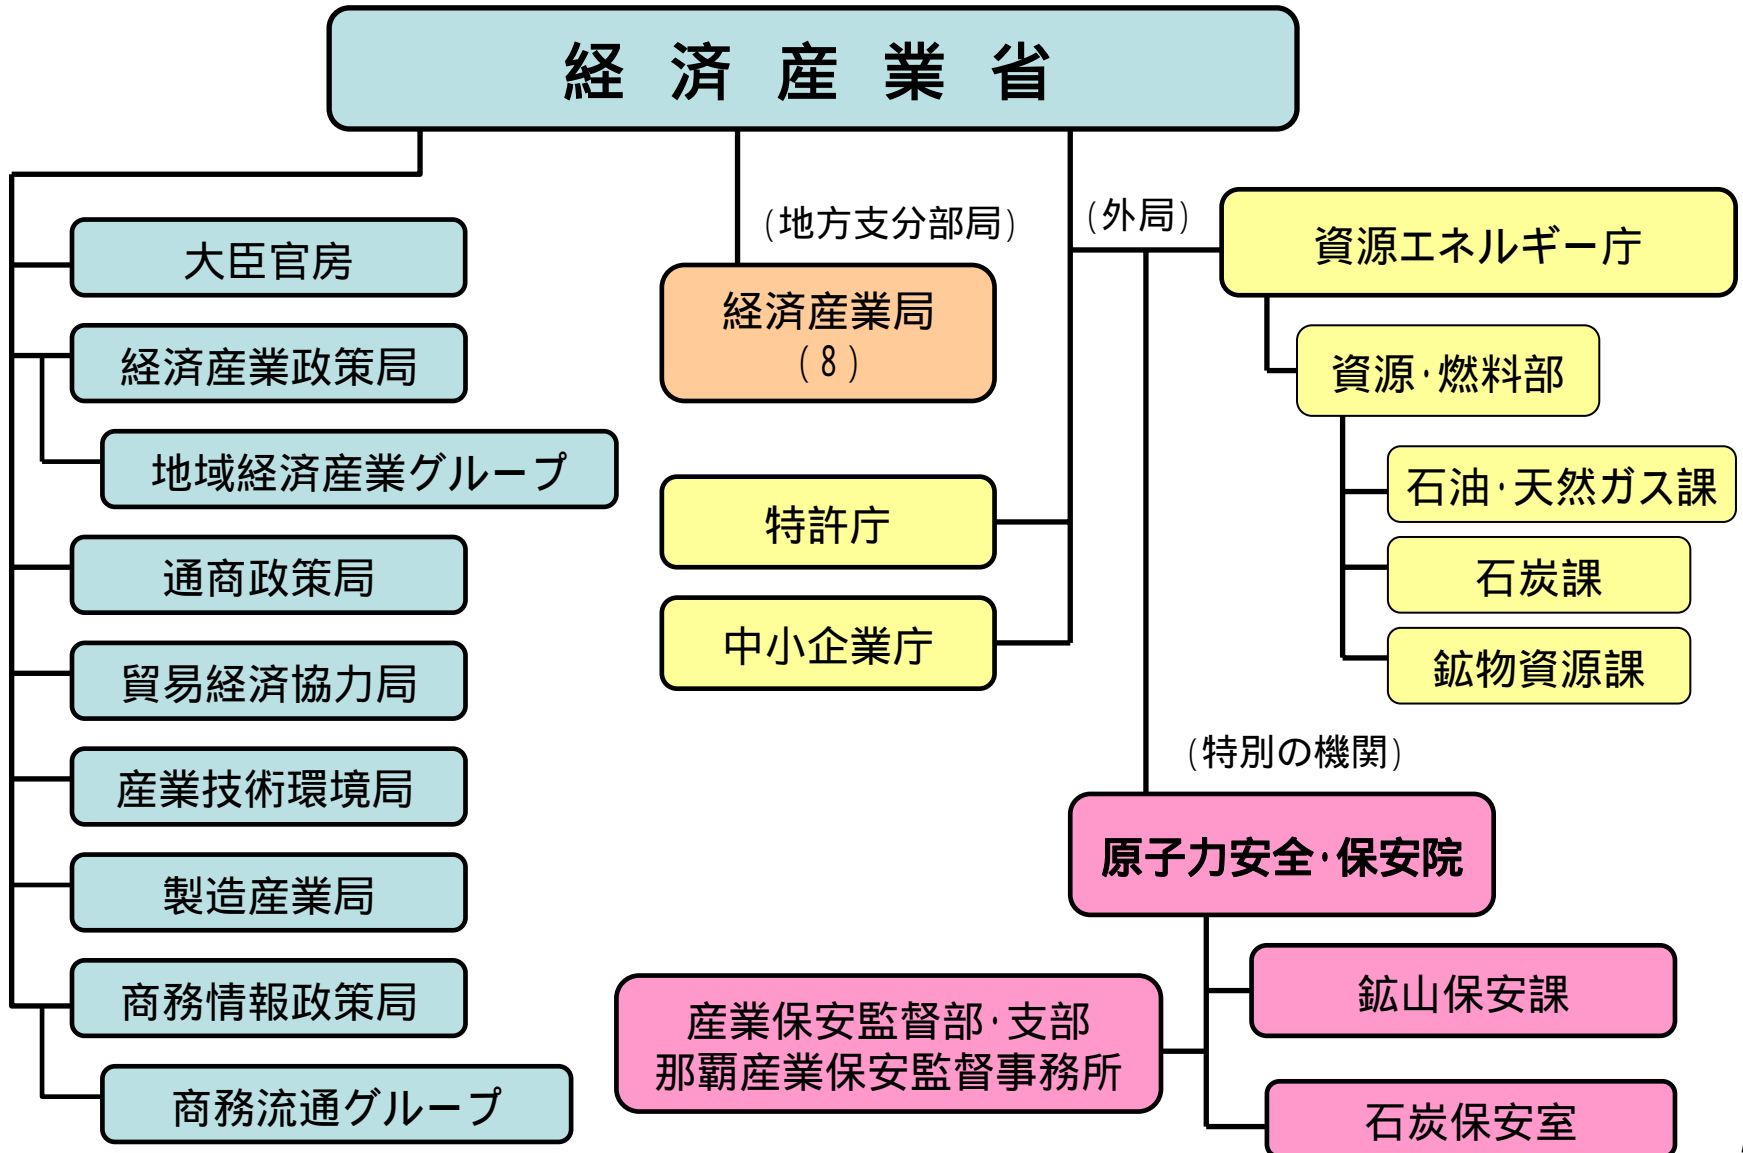 経済産業省
大臣官房
経済産業政策局
地域経済産業グループ
通商政策局
貿易経済協力局
産業技術環境局
製造産業局
商務情報政策局
商務流通グループ
(地方支分部局)
経済産業局
(8)
特許庁
中小企業庁
(外局)
資源エネルギー庁
資源・燃料部
石油・天然ガス課
石炭課
鉱物資源課
(特別の機関)
原子力安全・保安院
鉱山保安課
産業保安監督部・支部
那覇産業保安監督事務所
石炭保安室